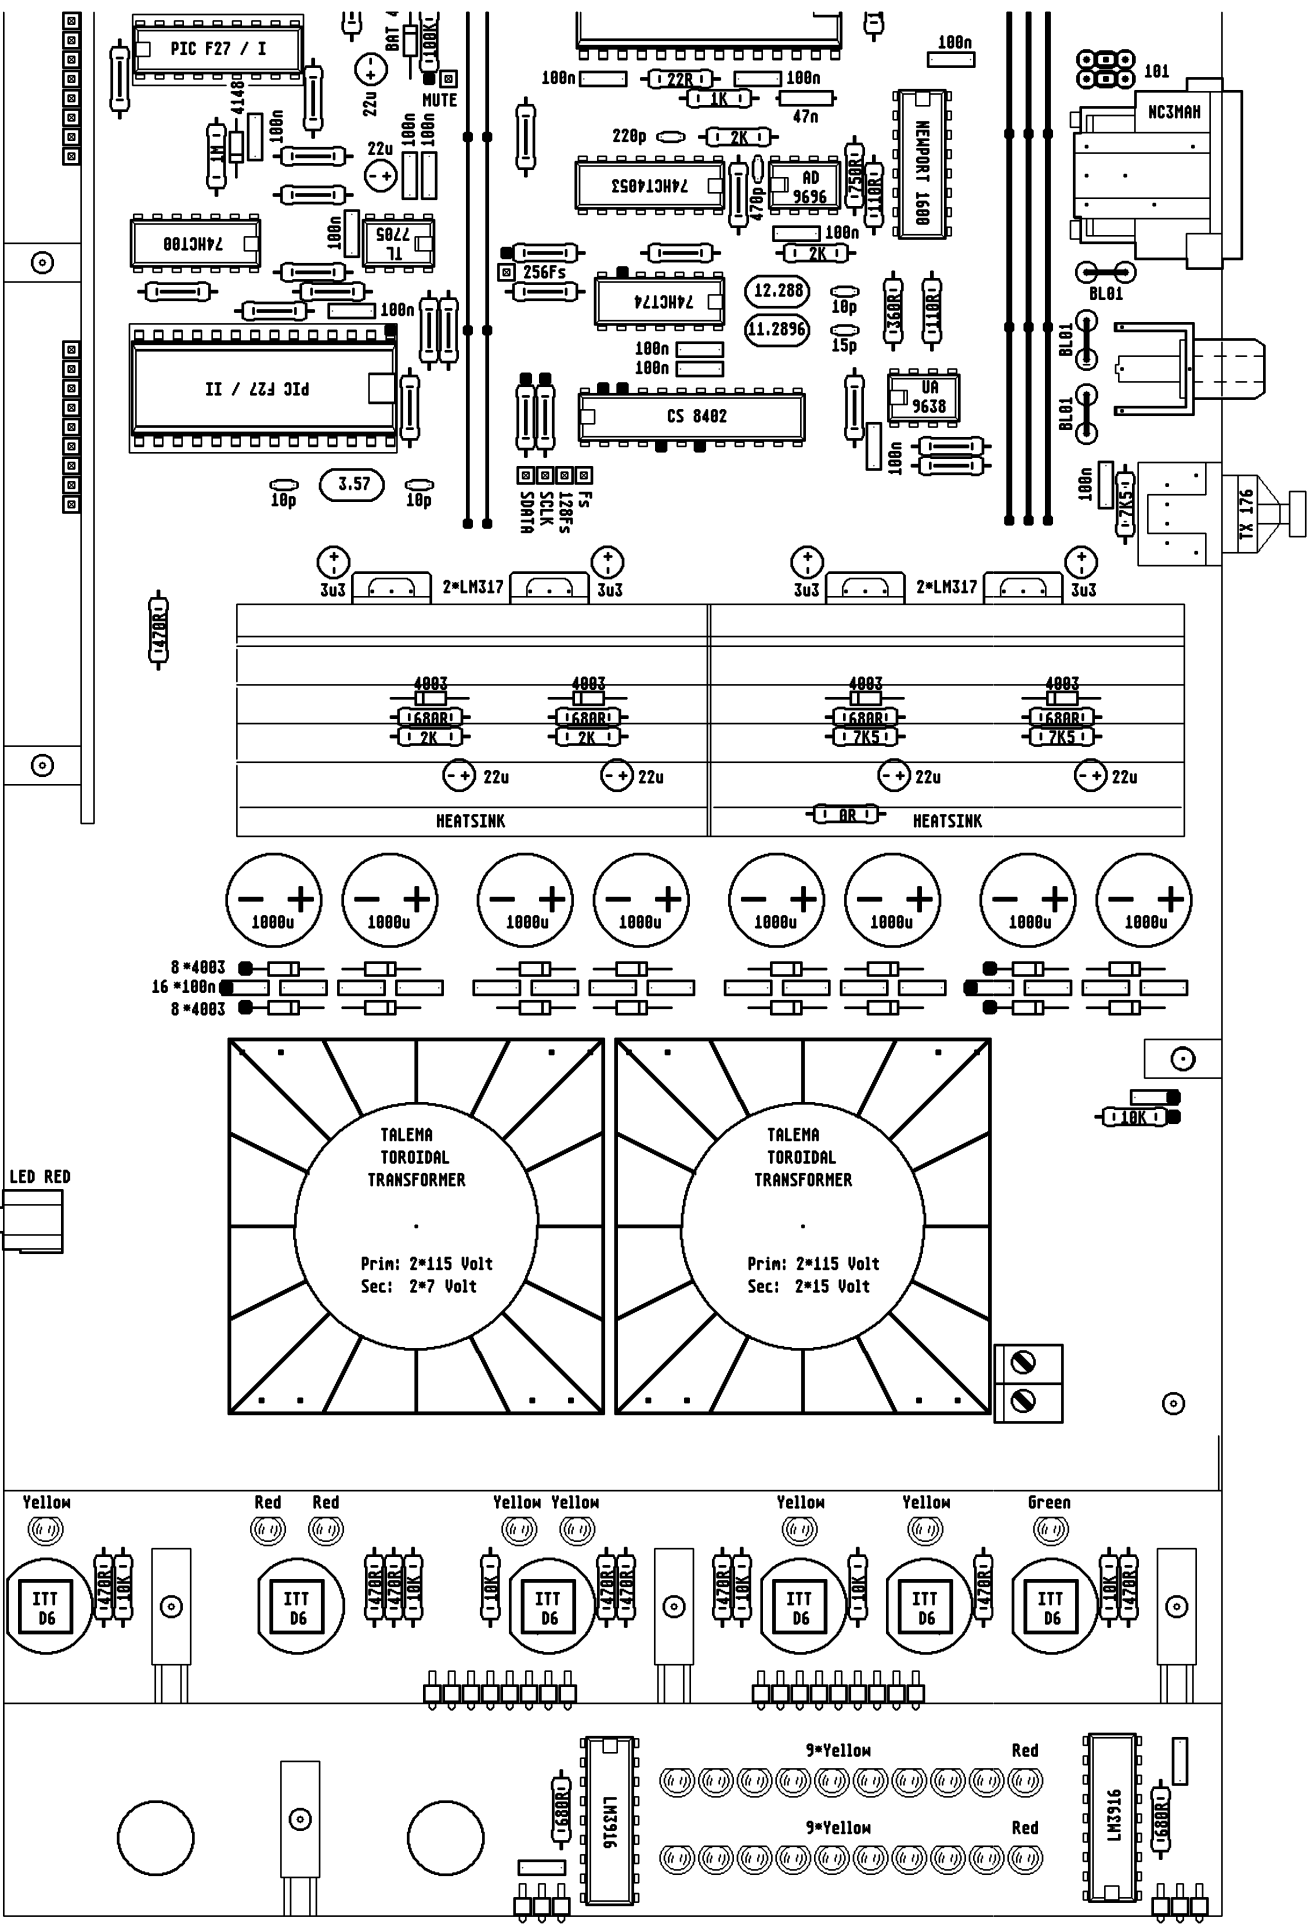 PIC F27 / I
BAT 4
100K
22u
MUTE
4148
100n
1M
22u
100n
100n
74HCT00
100n
TL
7705
100n
PIC F27 / II
10p
3.57
10p
100n
22R
100n
1K
47n
220p
2K
74HCT4053
470p
AD
9696
750R
110R
100n
2K
256Fs
74HCT74
12.288
11.2896
10p
15p
360R
110R
100n
100n
CS 8402
UA
9638
100n
SDATA
SCLK
128Fs
Fs
100n
NEWPORT 1600
101
NC3MAH
BL01
BL01
BL01
100n
7K5
TX 176
3u3
2*LM317
3u3
3u3
2*LM317
3u3
470R
4003
4003
4003
4003
680R
680R
680R
680R
2K
2K
7K5
7K5
22u
22u
22u
22u
HEATSINK
0R
HEATSINK
1000u
1000u
1000u
1000u
1000u
1000u
1000u
1000u
8*4003
16*100n
8*4003
10K
TALEMA
TOROIDAL
TRANSFORMER
Prim: 2*115 Volt
Sec: 2*7 Volt
TALEMA
TOROIDAL
TRANSFORMER
Prim: 2*115 Volt
Sec: 2*15 Volt
LED RED
Yellow
Red
Red
Yellow
Yellow
Yellow
Yellow
Green
ITT
D6
470R
10K
ITT
D6
470R
470R
10K
10K
ITT
D6
470R
470R
470R
10K
ITT
D6
10K
ITT
D6
470R
ITT
D6
10K
470R
680R
LM3916
9*Yellow
Red
9*Yellow
Red
LM3916
680R